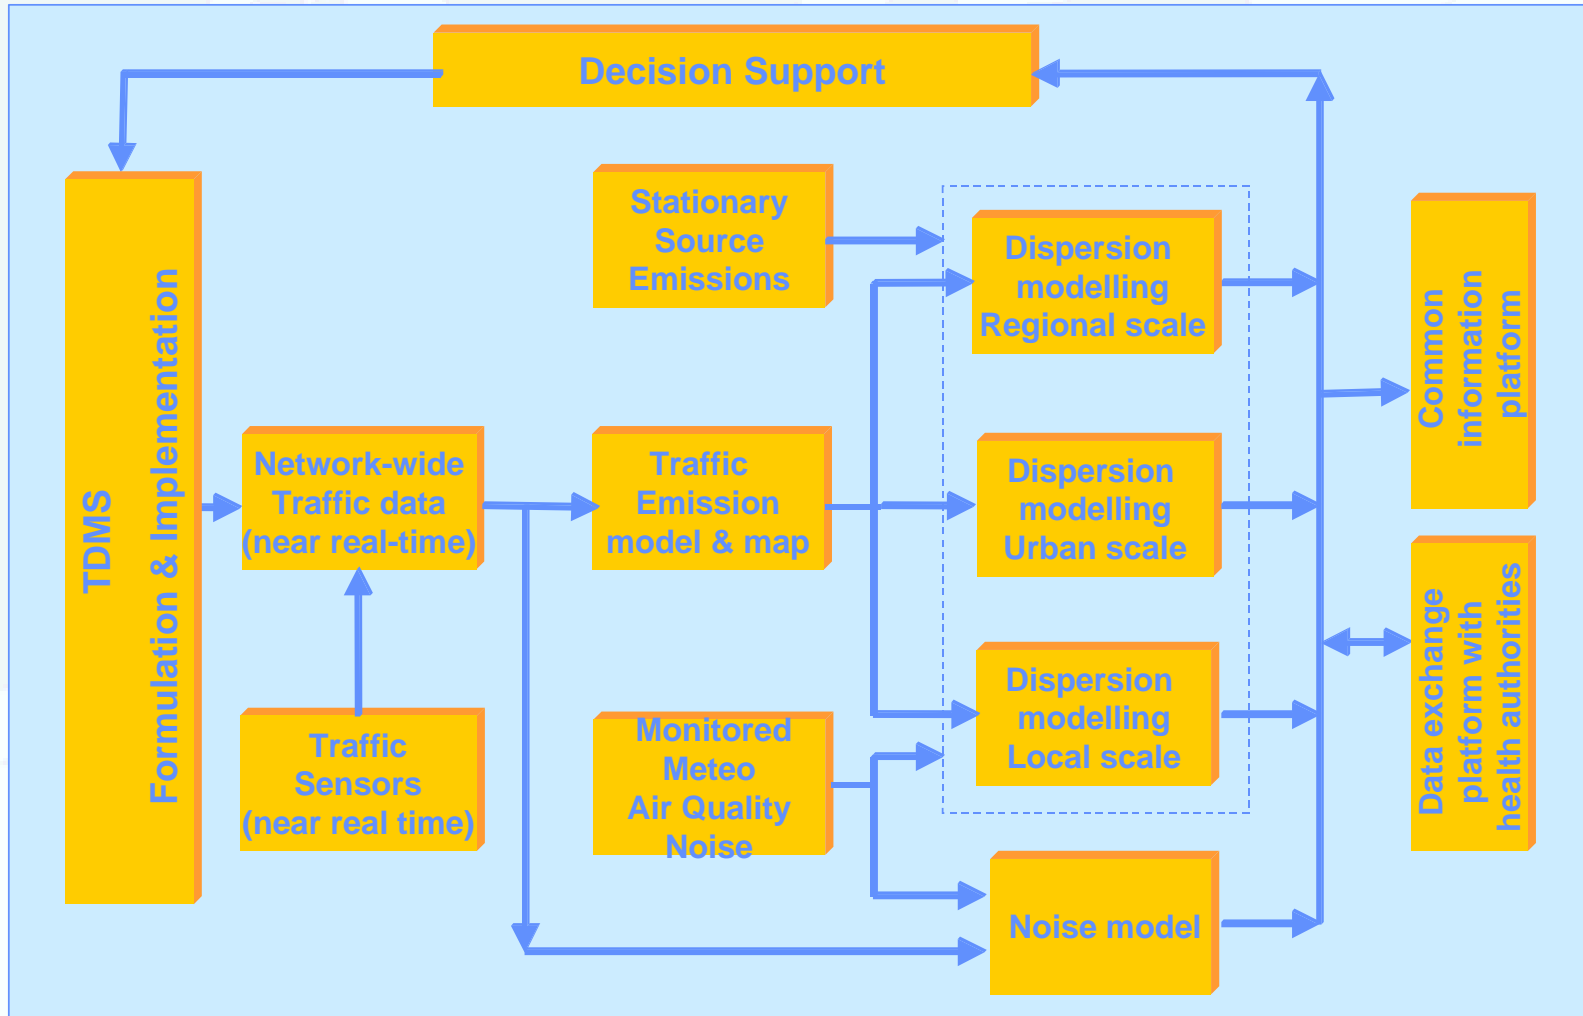 Decision Support
TDMS
Formulation & Implementation
Stationary
Source
Emissions
Dispersion
modelling
Regional scale
Common
information
platform
Network-wide
Traffic data
(near real-time)
Traffic
Emission
model & map
Dispersion
modelling
Urban scale
Data exchange
platform with
health authorities
Traffic
Sensors
(near real time)
Monitored
Meteo
Air Quality
Noise
Dispersion
modelling
Local scale
Noise model